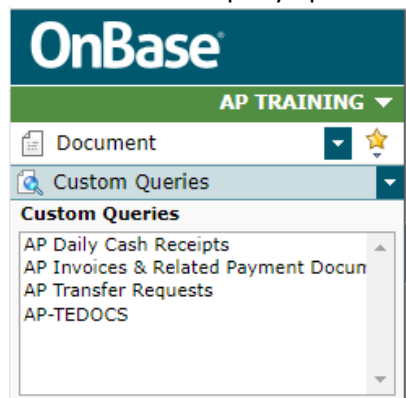 OnBase®
AP TRAINING
Document
Custom Queries
Custom Queries
AP Daily Cash Receipts
AP Invoices & Related Payment Docum
AP Transfer Requests
AP-TEDOCS